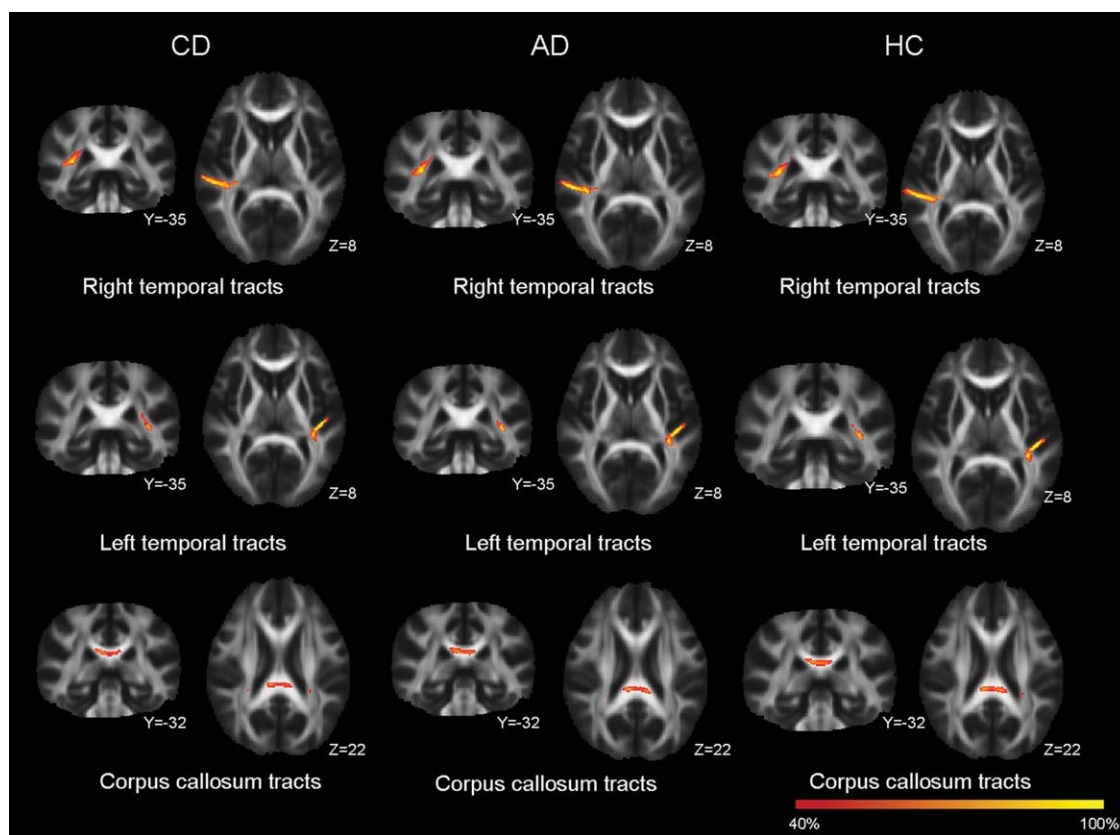 CD AD HC
Y=-35 Z=8 Y=-35 Z=8 Y=-35 Z=8
Right temporal tracts Right temporal tracts Right temporal tracts
Y=-35 Z=8 Y=-35 Z=8 Y=-35 Z=8
Left temporal tracts Left temporal tracts Left temporal tracts
Y=-32 Z=22 Y=-32 Z=22 Y=-32 Z=22
Corpus callosum tracts Corpus callosum tracts Corpus callosum tracts
40% 100%